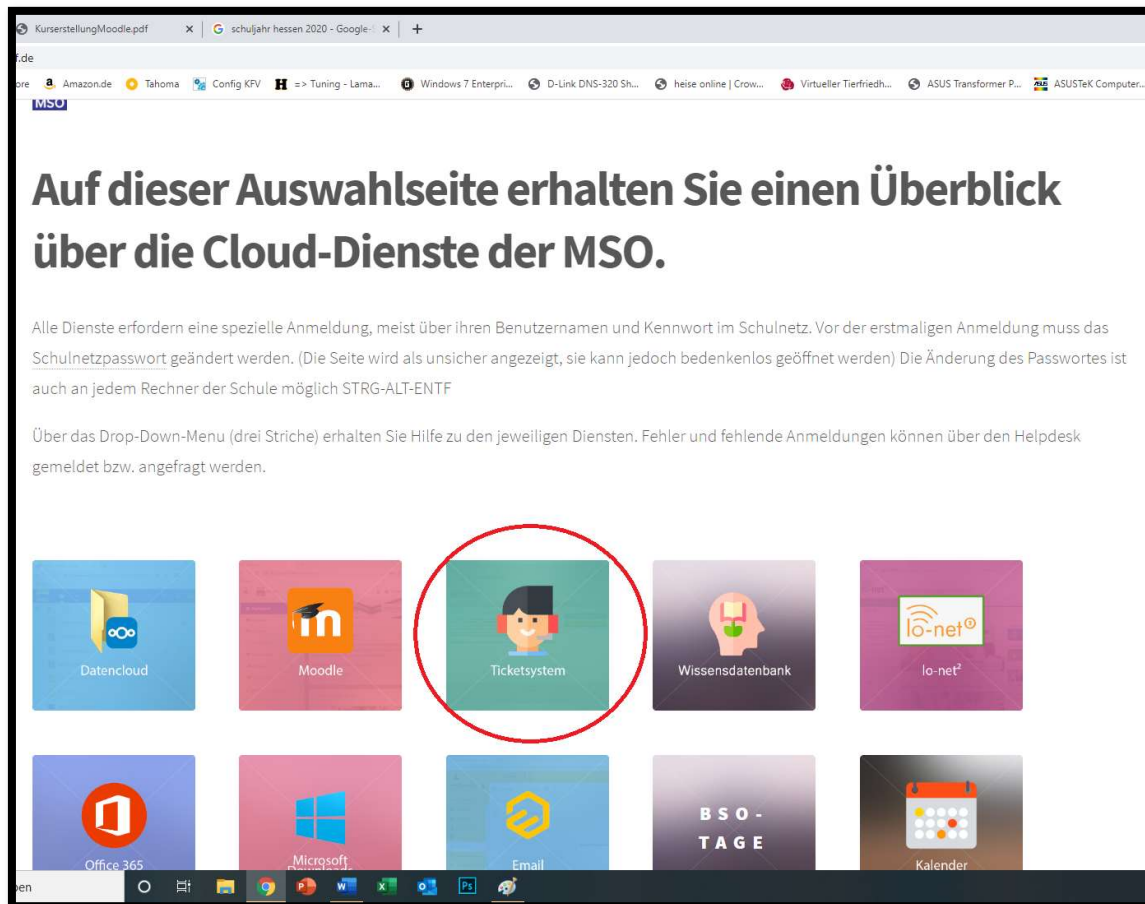 KurserstellungMoodle.pdf
schuljahr hessen 2020 - Google-
f.de
ore
Amazon.de
Tahoma
Config KFV
=> Tuning - Lama...
Windows 7 Enterpri...
D-Link DNS-320 Sh...
heise online | Crow...
Virtueller Tierfriedh...
ASUS Transformer P...
ASUSTeK Computer...
MSO
Auf dieser Auswahlseite erhalten Sie einen Überblick
über die Cloud-Dienste der MSO.
Alle Dienste erfordern eine spezielle Anmeldung, meist über ihren Benutzernamen und Kennwort im Schulnetz. Vor der erstmaligen Anmeldung muss das
Schulnetzpasswort geändert werden. (Die Seite wird als unsicher angezeigt, sie kann jedoch bedenkenlos geöffnet werden) Die Änderung des Passwortes ist
auch an jedem Rechner der Schule möglich STRG-ALT-ENTF
Über das Drop-Down-Menu (drei Striche) erhalten Sie Hilfe zu den jeweiligen Diensten. Fehler und fehlende Anmeldungen können über den Helpdesk
gemeldet bzw. angefragt werden.
Datencloud
Moodle
Ticketsystem
Wissensdatenbank
lo-net²
lo-net²
Office 365
Microsoft
Email
BSO-
TAGE
Kalender
en